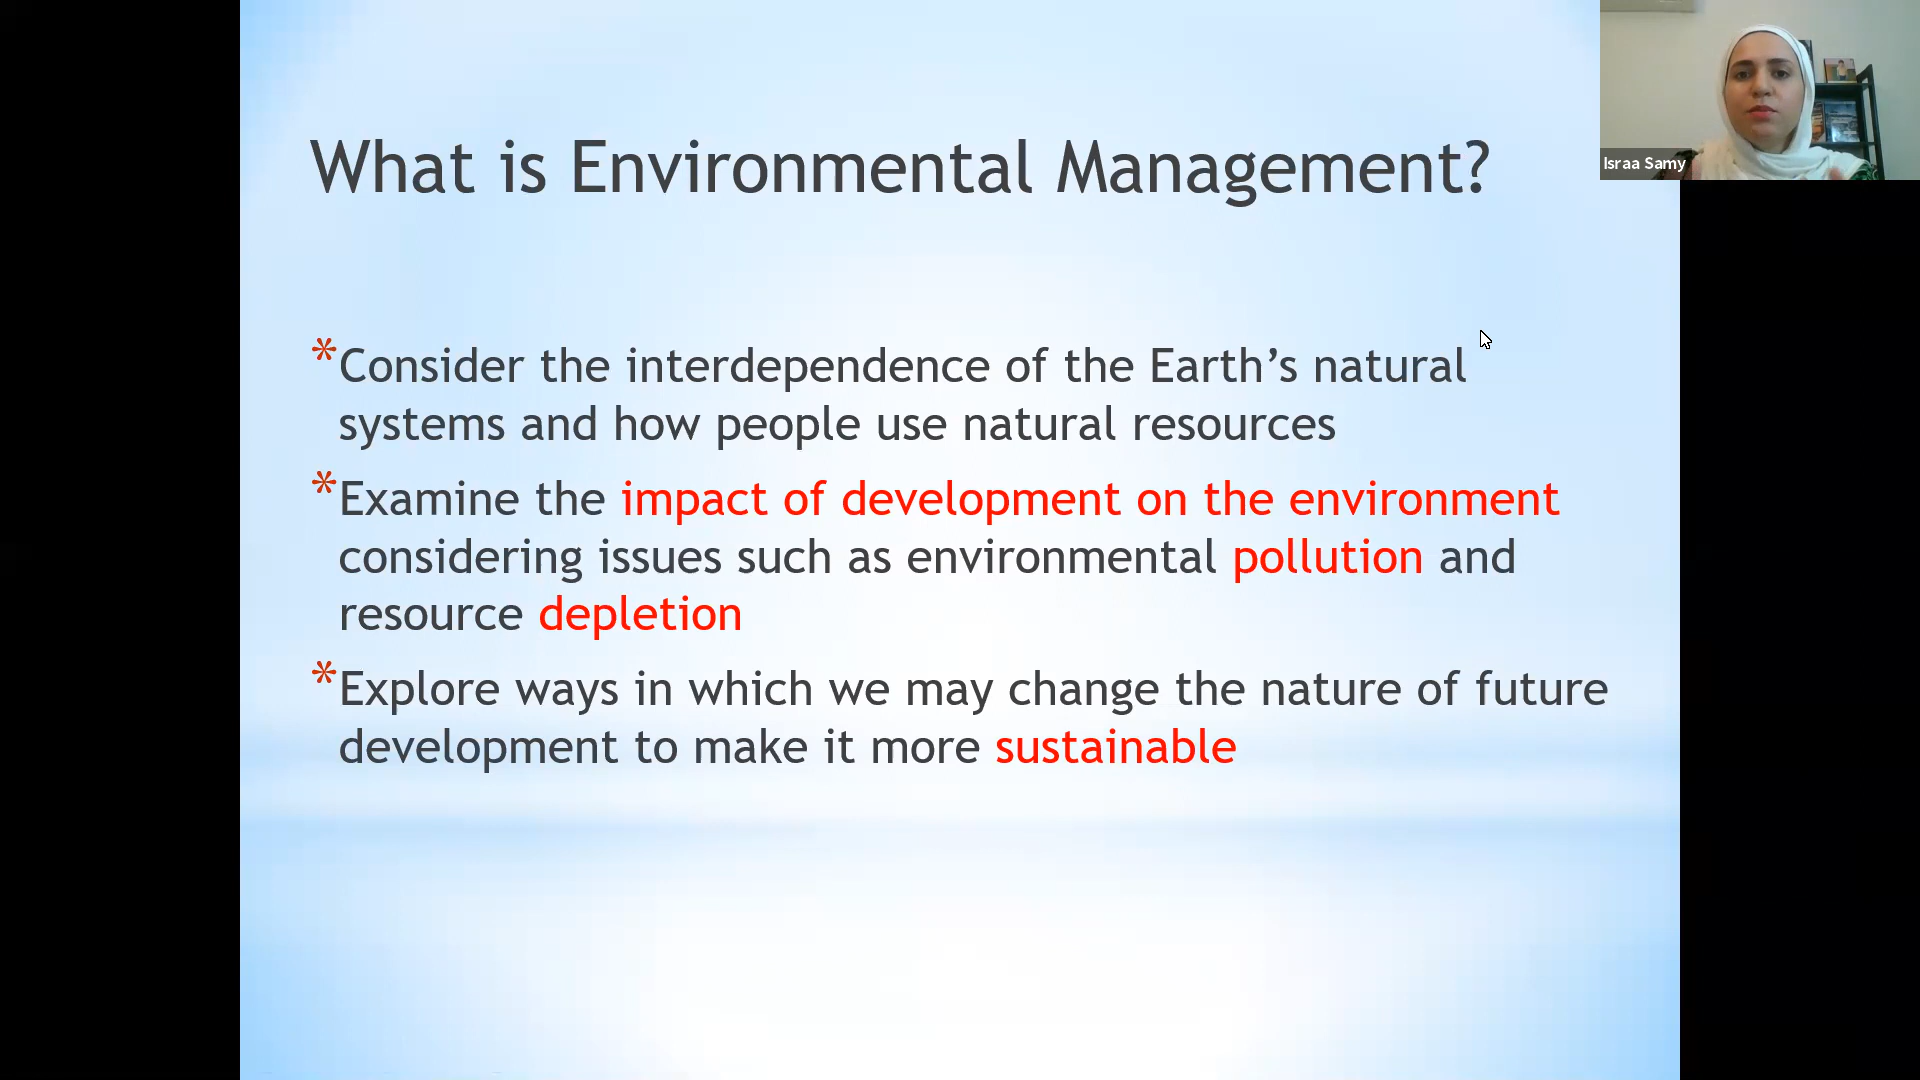 What is Environmental Management?
Israa Samy
*Consider the interdependence of the Earth’s natural
systems and how people use natural resources
*Examine the impact of development on the environment
considering issues such as environmental pollution and
resource depletion
*Explore ways in which we may change the nature of future
development to make it more sustainable